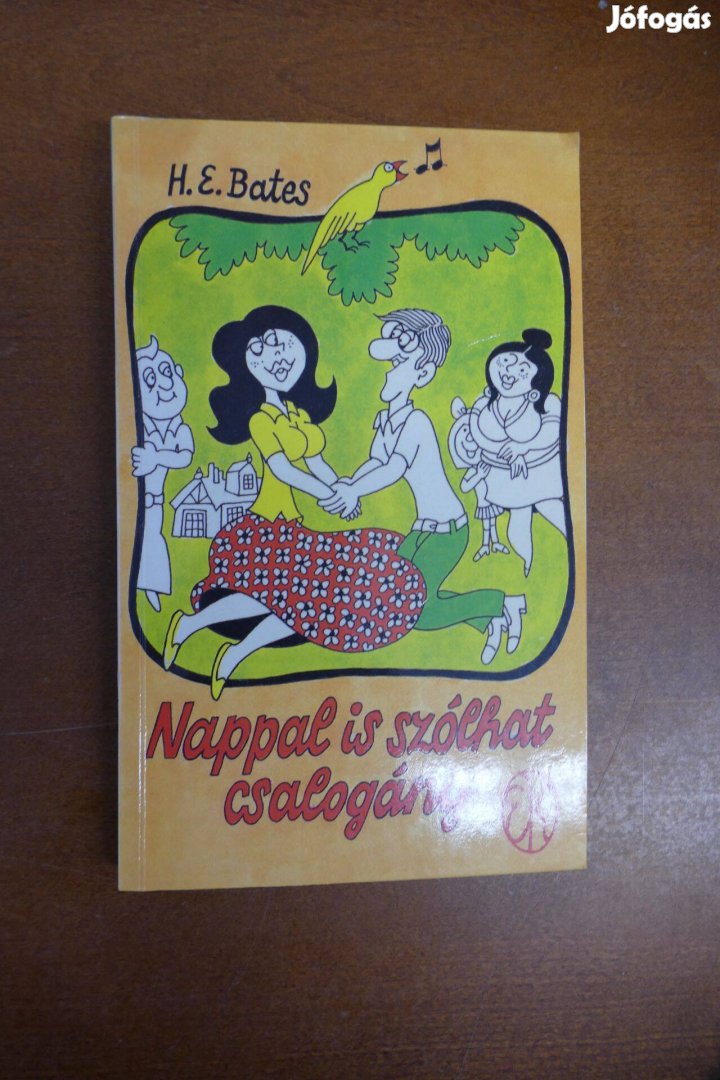 Jófogás
H. E. Bates
Nappal is szólhat
csalogány